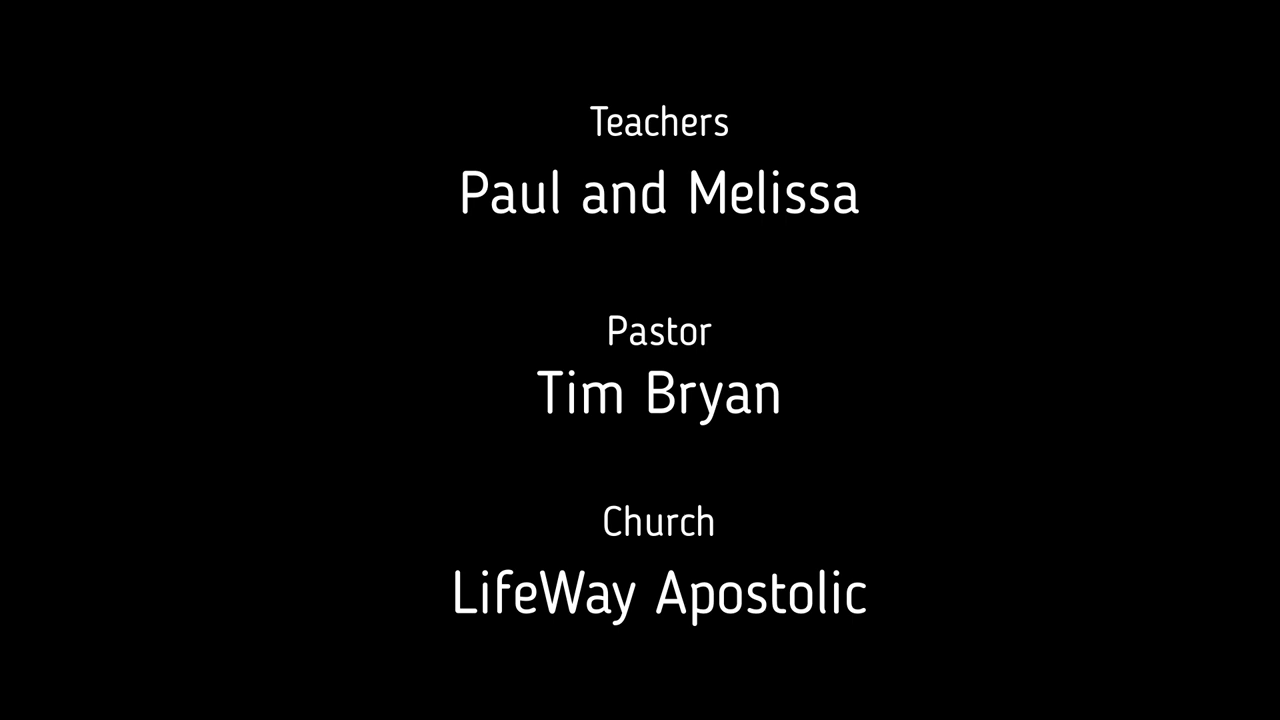 Teachers
Paul and Melissa
Pastor
Tim Bryan
Church
LifeWay Apostolic